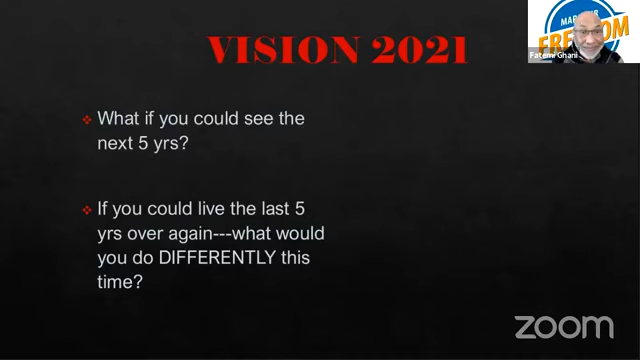 VISION 2021
What if you could see the
next 5 yrs?
If you could live the last 5
yrs over again---what would
you do DIFFERENTLY this
time?
Fatemi Ghani
zoom